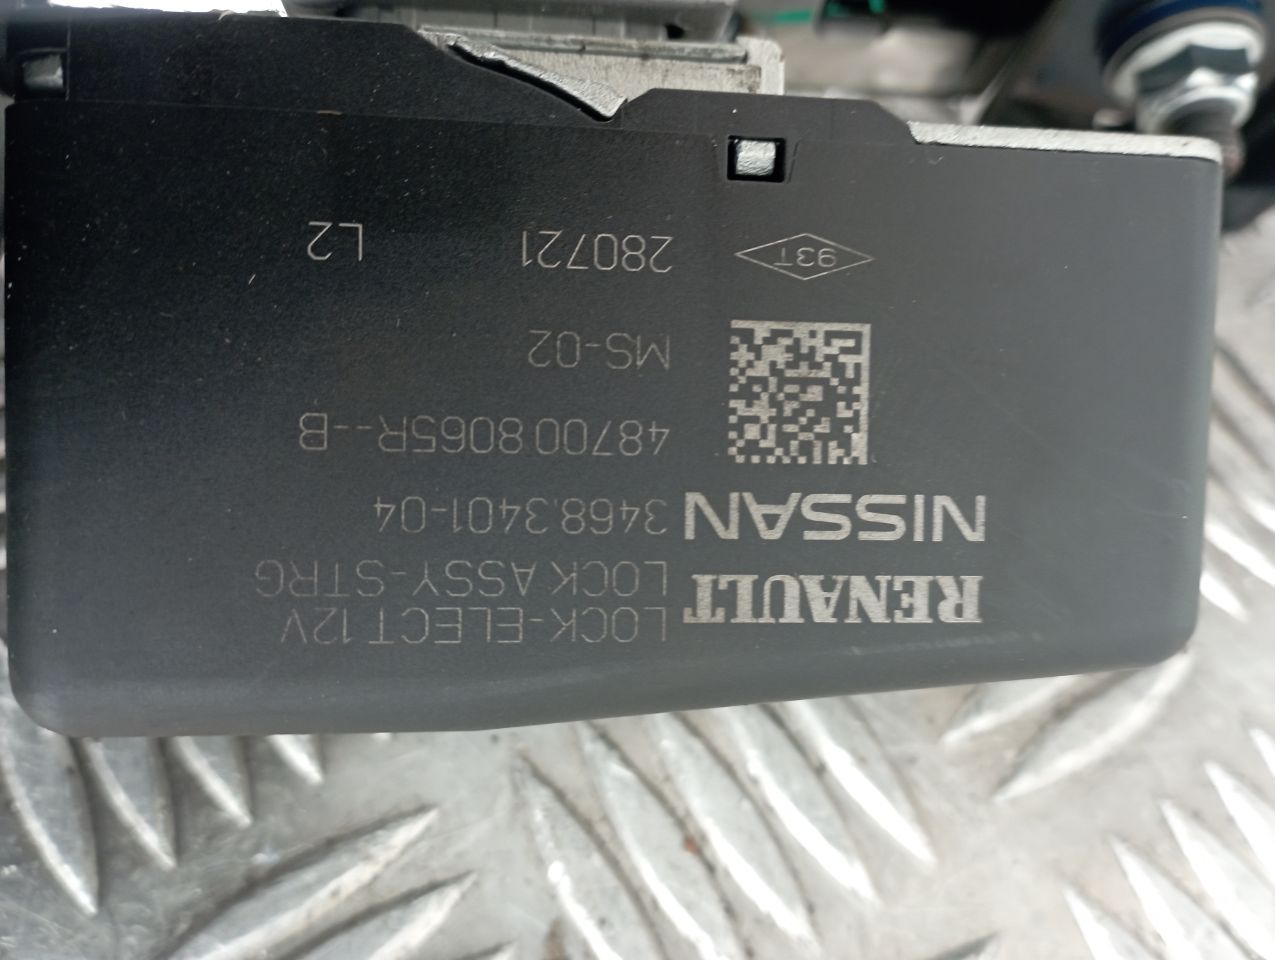 LOCK-ELECT 12V
LOCK ASSY-STRG
RENAULT
NISSAN
3468.3401-04
48700 8065R--B
MS-02
93T
280721 L2